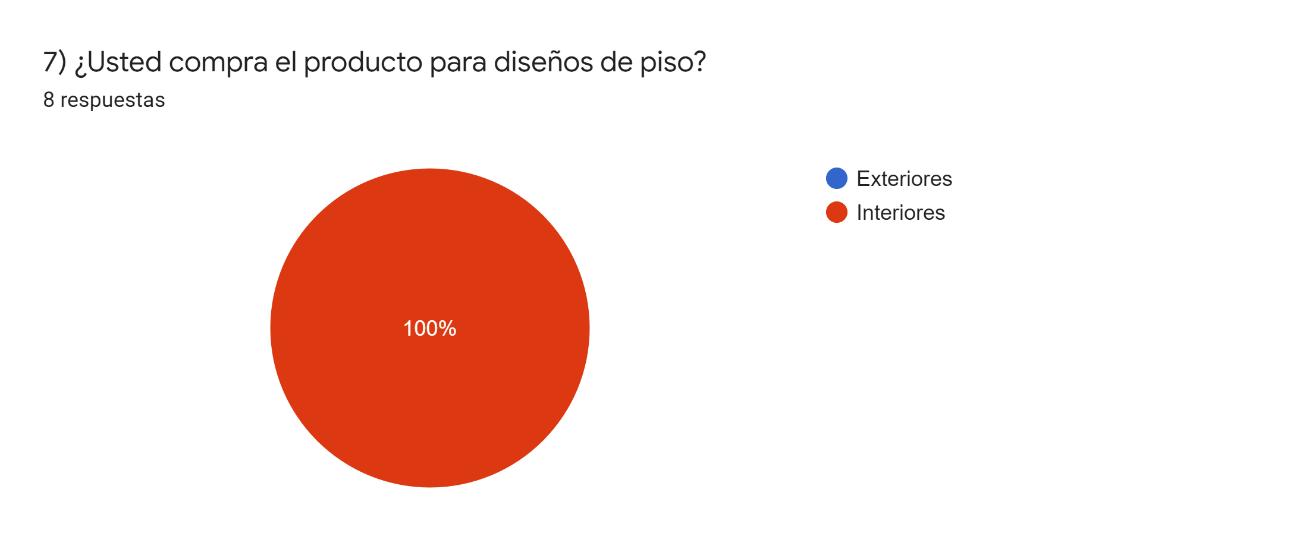 7) ¿Usted compra el producto para diseños de piso?
8 respuestas
Exteriores
Interiores
100%